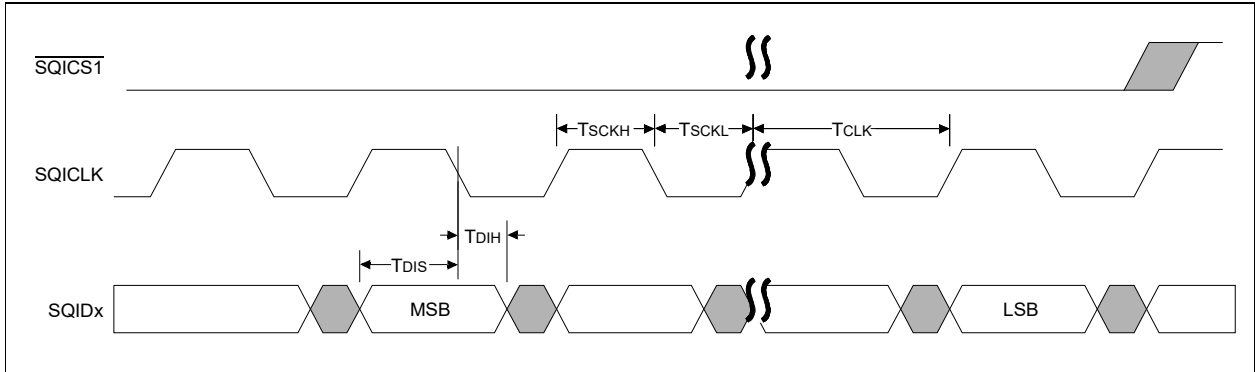 SQICS1
TSCKH TSCKL TCLK
SQICLK
TDIH
TDIS
SQIDx MSB LSB